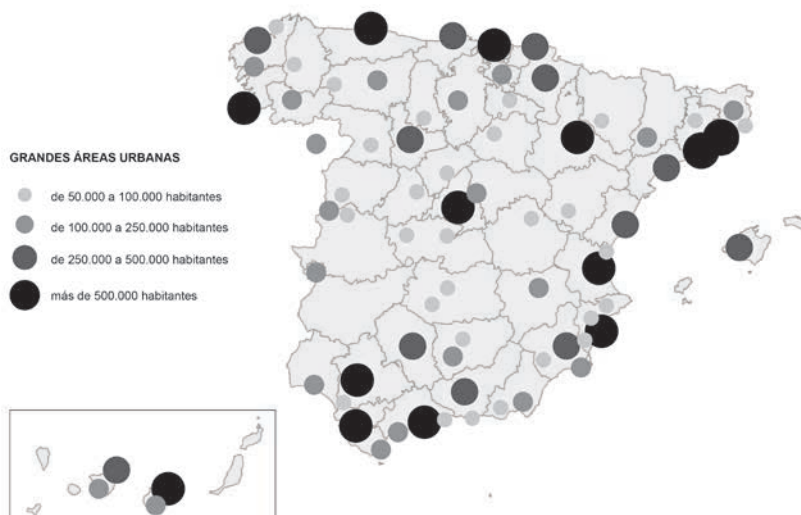 GRANDES ÁREAS URBANAS
de 50.000 a 100.000 habitantes
de 100.000 a 250.000 habitantes
de 250.000 a 500.000 habitantes
más de 500.000 habitantes